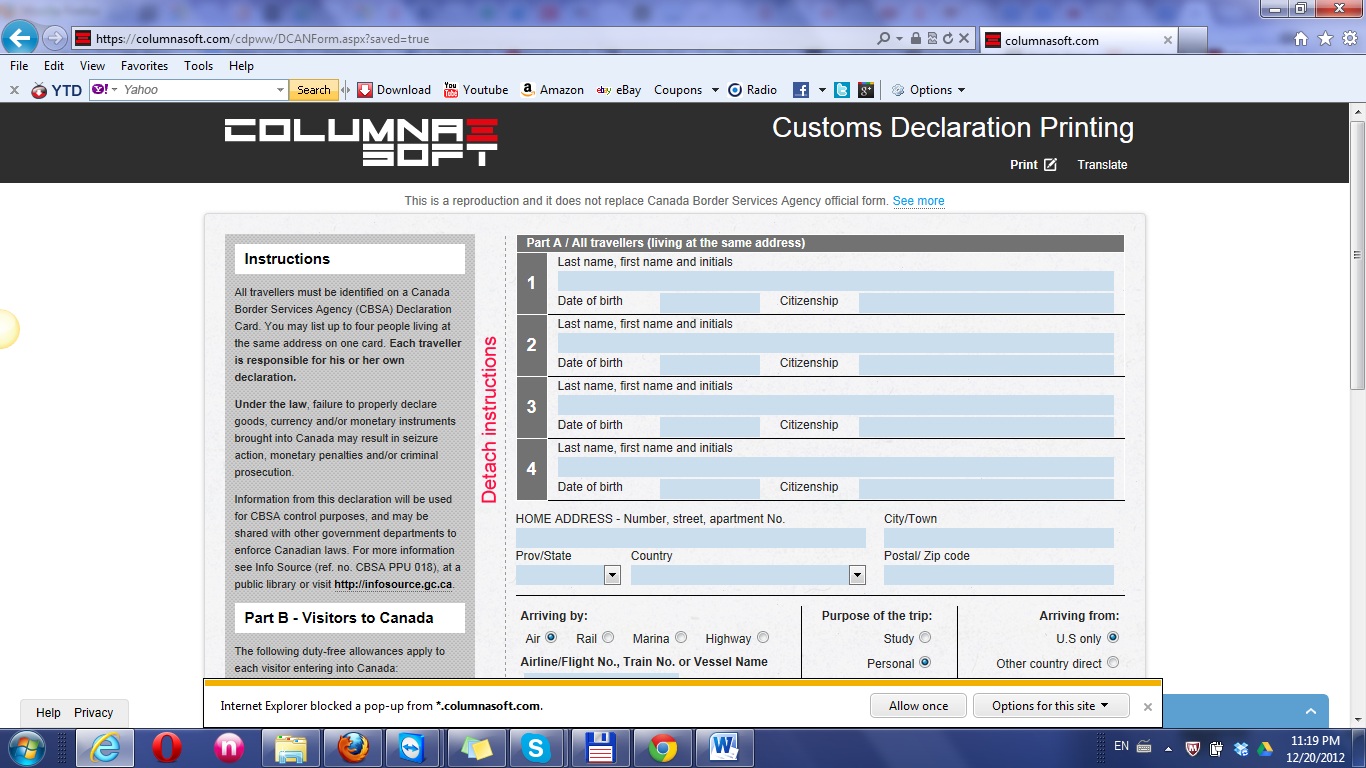 https://columnasoft.com/cdpww/DCANForm.aspx?saved=true
columnasoft.com
File Edit View Favorites Tools Help
YTD Y! Yahoo Search Download You Tube Youtube a Amazon ebay eBay Coupons Radio f g+ Options
COLUMNA SOFT
Customs Declaration Printing
Print Translate
This is a reproduction and it does not replace Canada Border Services Agency official form. See more
Instructions
All travellers must be identified on a Canada
Border Services Agency (CBSA) Declaration
Card. You may list up to four people living at
the same address on one card. Each traveller
is responsible for his or her own
declaration.
Under the law, failure to properly declare
goods, currency and/or monetary instruments
brought into Canada may result in seizure
action, monetary penalties and/or criminal
prosecution.
Information from this declaration will be used
for CBSA control purposes, and may be
shared with other government departments to
enforce Canadian laws. For more information
see Info Source (ref. no. CBSA PPU 018), at a
public library or visit http://infosource.gc.ca.
Part B - Visitors to Canada
The following duty-free allowances apply to
each visitor entering into Canada:
Detach instructions
Part A / All travellers (living at the same address)
1
Last name, first name and initials
Date of birth Citizenship
2
Last name, first name and initials
Date of birth Citizenship
3
Last name, first name and initials
Date of birth Citizenship
4
Last name, first name and initials
Date of birth Citizenship
HOME ADDRESS - Number, street, apartment No. City/Town
Prov/State Country Postal/ Zip code
Arriving by: Purpose of the trip: Arriving from:
Air Rail Marina Highway Study U.S only
Airline/Flight No., Train No. or Vessel Name Personal Other country direct
Internet Explorer blocked a pop-up from *.columnasoft.com. Allow once Options for this site
Help Privacy
EN
11:19 PM
12/20/2012